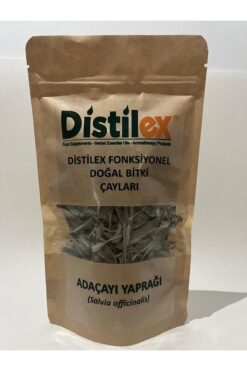 Distilex®
Food Supplements - Herbal Essential Oils - Aromatherapy Products
DİSTİLEX FONKSİYONEL
DOĞAL BİTKİ
ÇAYLARI
ADAÇAYI YAPRAĞI
(Salvia officinalis)